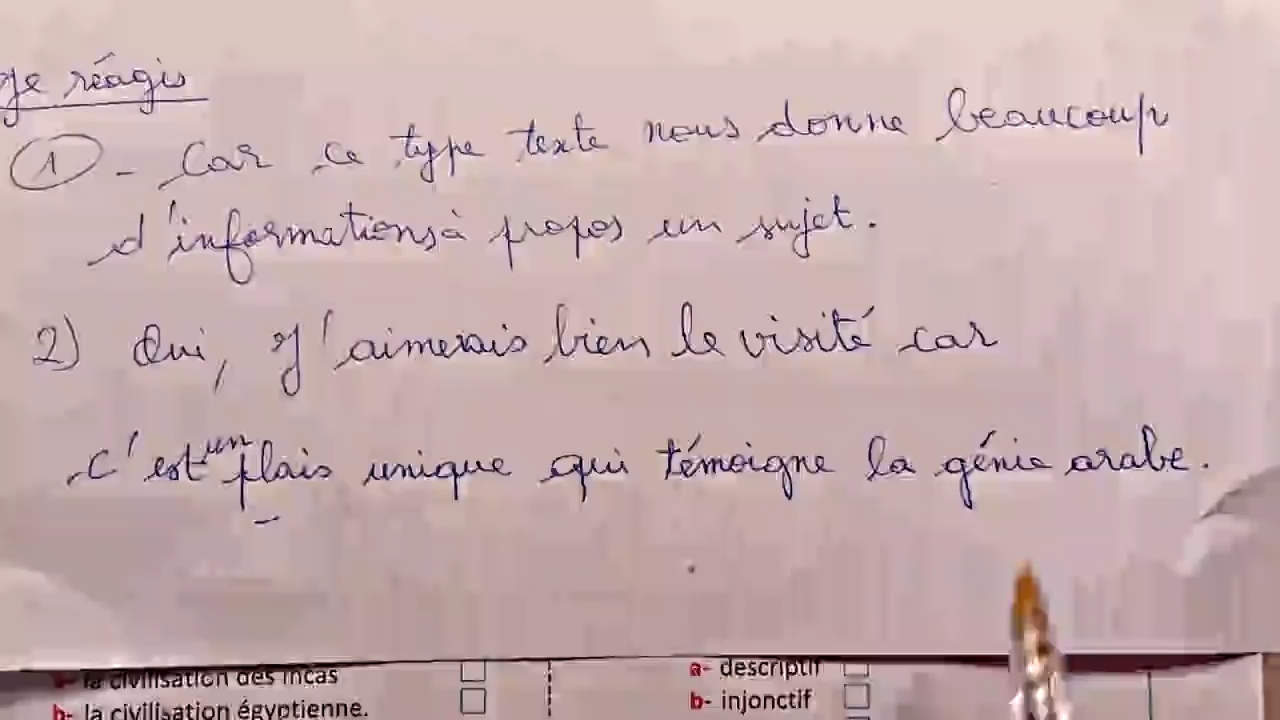 Je réagis
1 - Car ce type texte nous donne beaucoup
d'informations à propos un sujet.
2) Oui, J'aimerais bien le visité car
c'est un plais unique qui témoigne la génie arabe.
la civilisation des incas
a- descriptif
b- la civilisation égyptienne.
b- injonctif